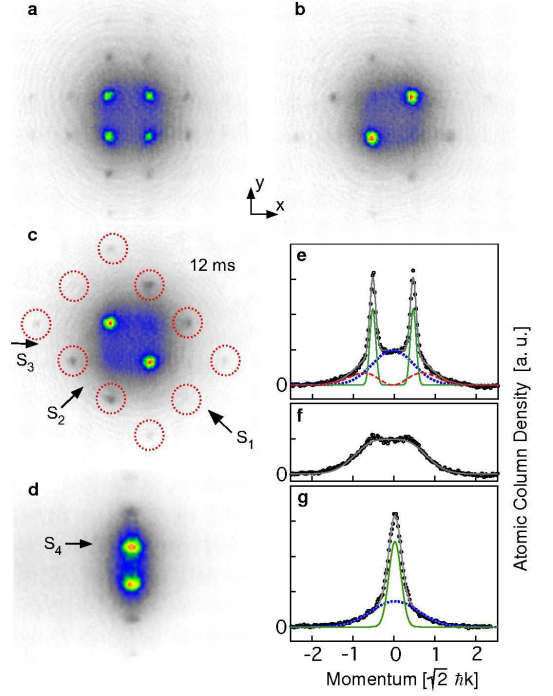 a
b
y
x
c
12 ms
S3
S2
S1
d
S4
e
0
f
0
g
0
-2 -1 0 1 2
Momentum [√2 ħk]
Atomic Column Density [a. u.]